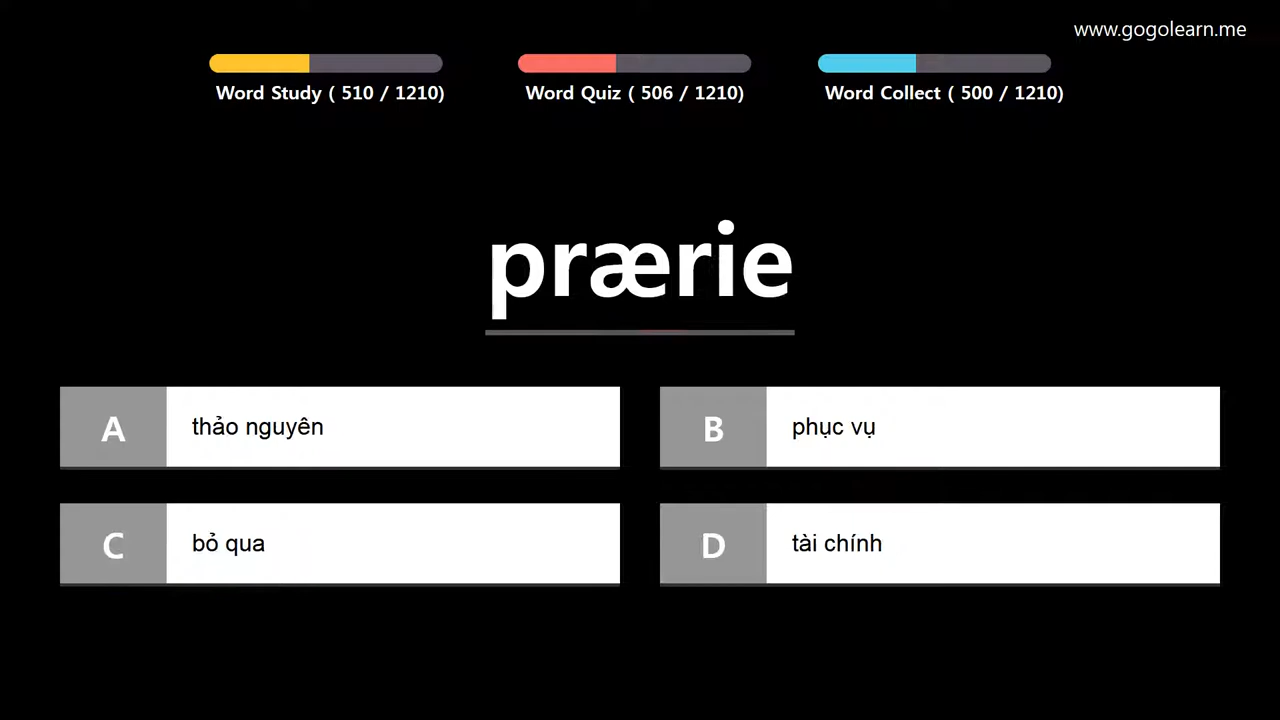 www.gogolearn.me
Word Study ( 510 / 1210)
Word Quiz ( 506 / 1210)
Word Collect ( 500 / 1210)
prærie
A thảo nguyên
B phục vụ
C bỏ qua
D tài chính